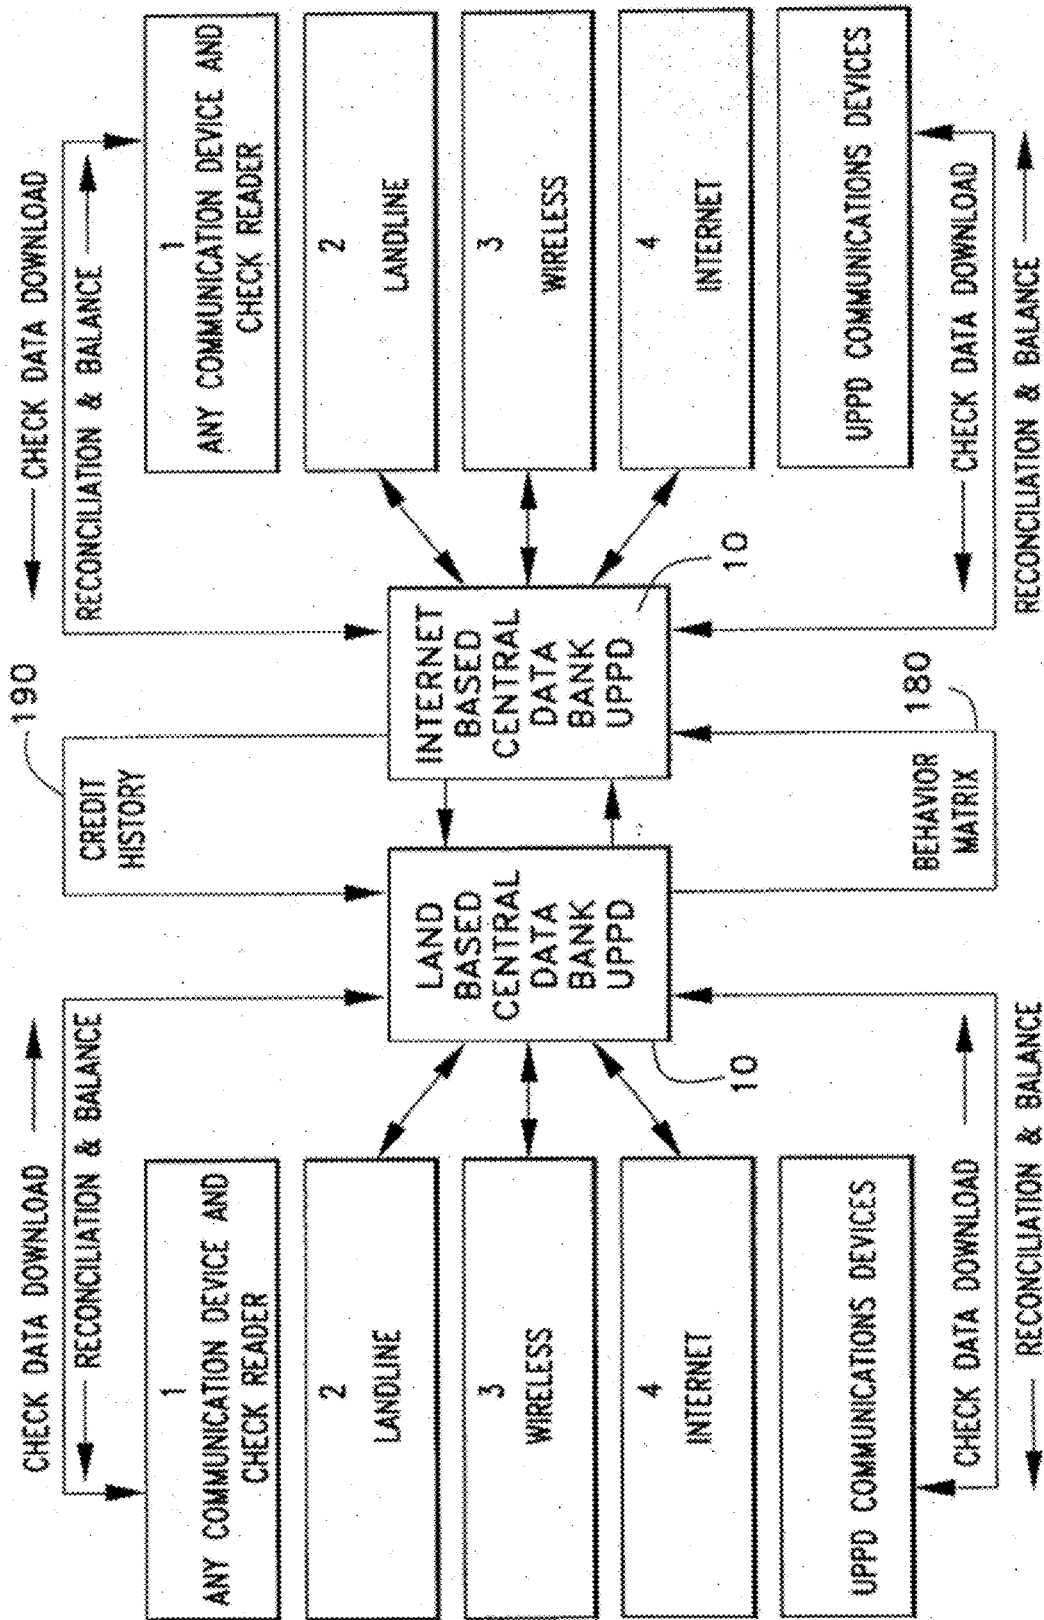 CHECK DATA DOWNLOAD
RECONCILIATION & BALANCE
1
ANY COMMUNICATION DEVICE AND
CHECK READER
2
LANDLINE
3
WIRELESS
4
INTERNET
UPPD COMMUNICATIONS DEVICES
CHECK DATA DOWNLOAD
RECONCILIATION & BALANCE
LAND
BASED
CENTRAL
DATA
BANK
UPPD
10
190
CREDIT
HISTORY
BEHAVIOR
MATRIX
180
INTERNET
BASED
CENTRAL
DATA
BANK
UPPD
10
CHECK DATA DOWNLOAD
RECONCILIATION & BALANCE
1
ANY COMMUNICATION DEVICE AND
CHECK READER
2
LANDLINE
3
WIRELESS
4
INTERNET
UPPD COMMUNICATIONS DEVICES
CHECK DATA DOWNLOAD
RECONCILIATION & BALANCE